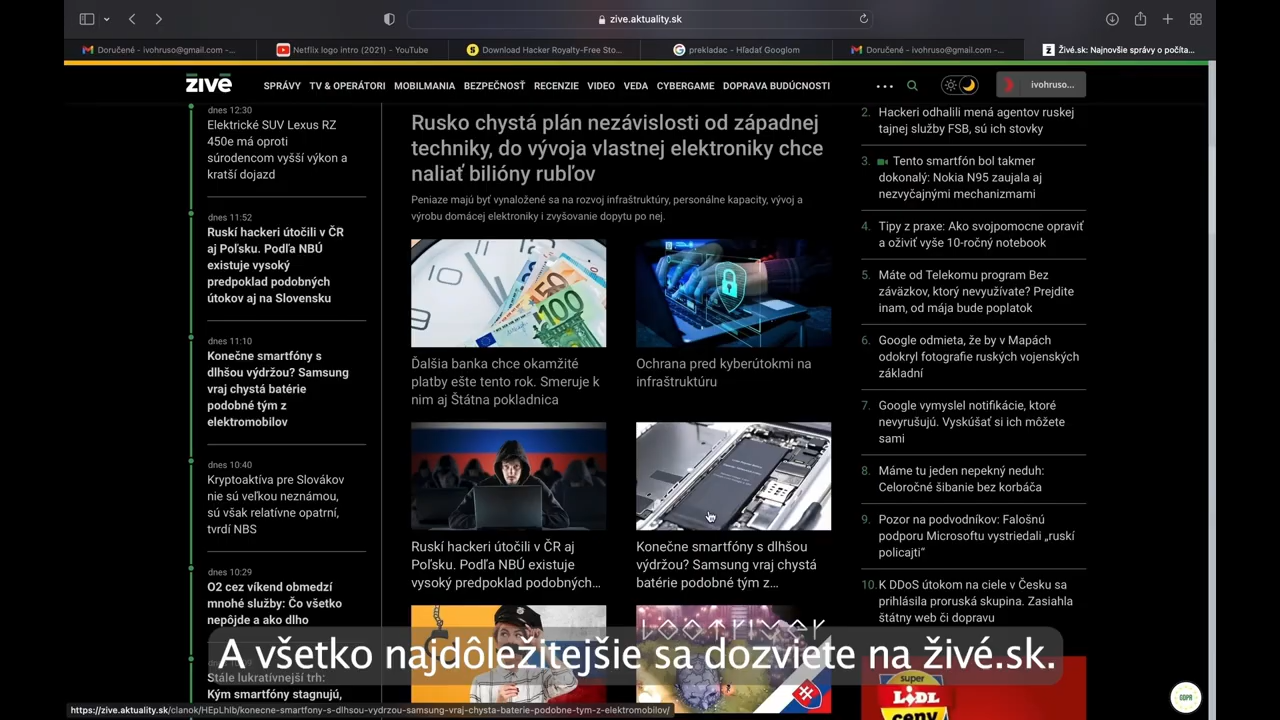 zive.aktuality.sk
Doručené - ivohruso@gmail.com -...
Netflix logo intro (2021) - YouTube
Download Hacker Royalty-Free Sto...
prekladac - Hľadať Googlom
Doručené - ivohruso@gmail.com -...
Živé.sk: Najnovšie správy o počíta...
živē
SPRÁVY
TV & OPERÁTORI
MOBILMANIA
BEZPEČNOSŤ
RECENZIE
VIDEO
VEDA
CYBERGAME
DOPRAVA BUDÚCNOSTI
ivohruso...
dnes 12:30
Elektrické SUV Lexus RZ
450e má oproti
súrodencom vyšší výkon a
kratší dojazd
dnes 11:52
Ruskí hackeri útočili v ČR
aj Poľsku. Podľa NBÚ
existuje vysoký
predpoklad podobných
útokov aj na Slovensku
dnes 11:10
Konečne smartfóny s
dlhšou výdržou? Samsung
vraj chystá batérie
podobné tým z
elektromobilov
dnes 10:40
Kryptoaktíva pre Slovákov
nie sú veľkou neznámou,
sú však relatívne opatrní,
tvrdí NBS
dnes 10:29
O2 cez víkend obmedzí
mnohé služby: Čo všetko
nepôjde a ako dlho
Stále lukratívnejší trh:
Kým smartfóny stagnujú,
Rusko chystá plán nezávislosti od západnej
techniky, do vývoja vlastnej elektroniky chce
naliať bilióny rubľov
Peniaze majú byť vynaložené sa na rozvoj infraštruktúry, personálne kapacity, vývoj a
výrobu domácej elektroniky i zvyšovanie dopytu po nej.
100
Ďalšia banka chce okamžité
platby ešte tento rok. Smeruje k
nim aj Štátna pokladnica
Ochrana pred kyberútokmi na
infraštruktúru
Ruskí hackeri útočili v ČR aj
Poľsku. Podľa NBÚ existuje
vysoký predpoklad podobných...
Konečne smartfóny s dlhšou
výdržou? Samsung vraj chystá
batérie podobné tým z...
2. Hackeri odhalili mená agentov ruskej
tajnej služby FSB, sú ich stovky
3. Tento smartfón bol takmer
dokonalý: Nokia N95 zaujala aj
nezvyčajnými mechanizmami
4. Tipy z praxe: Ako svojpomocne opraviť
a oživiť vyše 10-ročný notebook
5. Máte od Telekomu program Bez
záväzkov, ktorý nevyužívate? Prejdite
inam, od mája bude poplatok
6. Google odmieta, že by v Mapách
odokryl fotografie ruských vojenských
základní
7. Google vymyslel notifikácie, ktoré
nevyrušujú. Vyskúšať si ich môžete
sami
8. Máme tu jeden nepekný neduh:
Celoročné šibanie bez korbáča
9. Pozor na podvodníkov: Falošnú
podporu Microsoftu vystriedali „ruskí
policajti“
10. K DDoS útokom na ciele v Česku sa
prihlásila proruská skupina. Zasiahla
štátny web či dopravu
super
LIDL
ceny
GDPR
A všetko najdôležitejšie sa dozviete na živé.sk.
https://zive.aktuality.sk/clanok/HEpLhlb/konecne-smartfony-s-dlhsou-vydrzou-samsung-vraj-chysta-baterie-podobne-tym-z-elektromobilov/